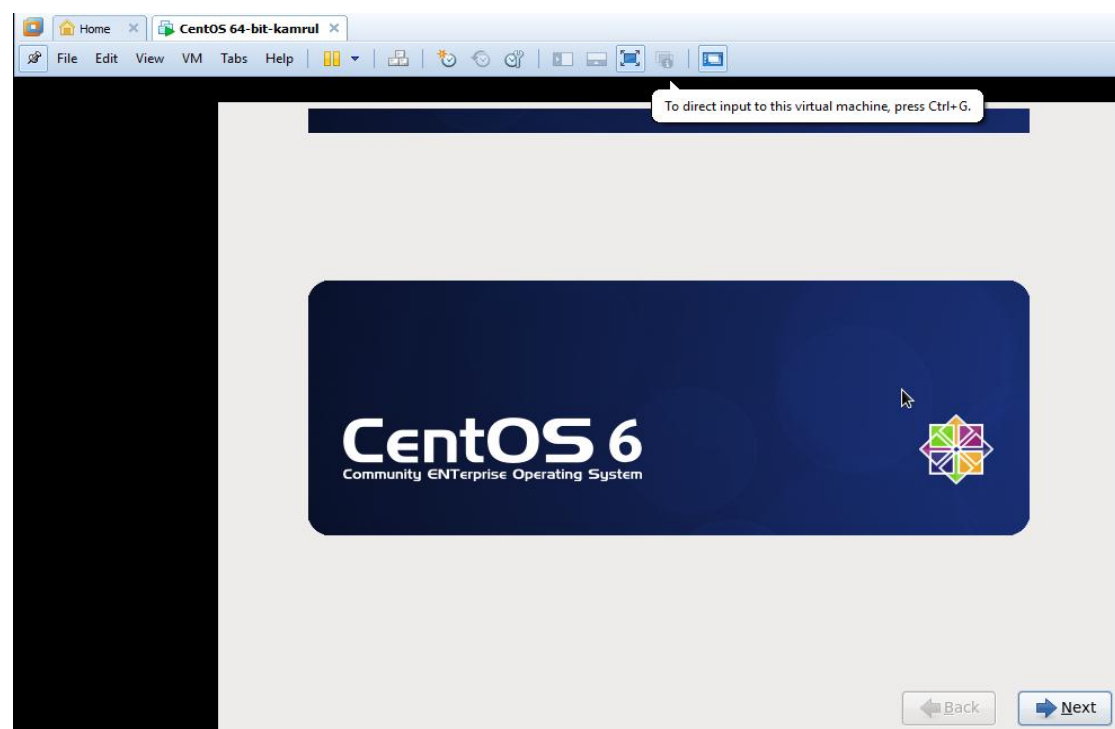 Home
CentOS 64-bit-kamrul
File Edit View VM Tabs Help
To direct input to this virtual machine, press Ctrl+G.
CentOS 6
Community ENTerprise Operating System
Back Next